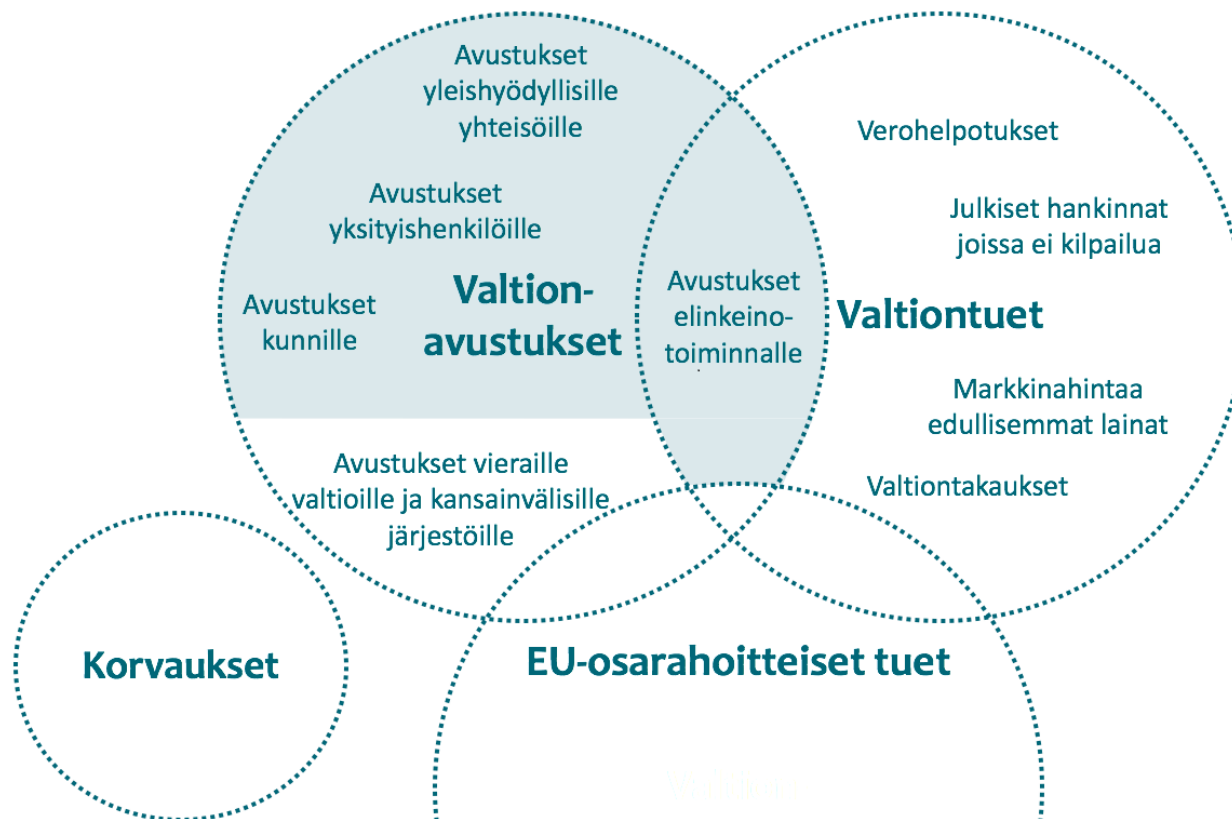 Avustukset
yleishyödyllisille
yhteisöille
Avustukset
yksityishenkilöille
Avustukset
kunnille
Valtion-
avustukset
Avustukset vieraille
valtioille ja kansainvälisille
järjestöille
Avustukset
elinkeino-
toiminnalle
Verohelpotukset
Julkiset hankinnat
joissa ei kilpailua
Valtiontuet
Markkinahintaa
edullisemmat lainat
Valtiontakaukset
Korvaukset
EU-osarahoitteiset tuet